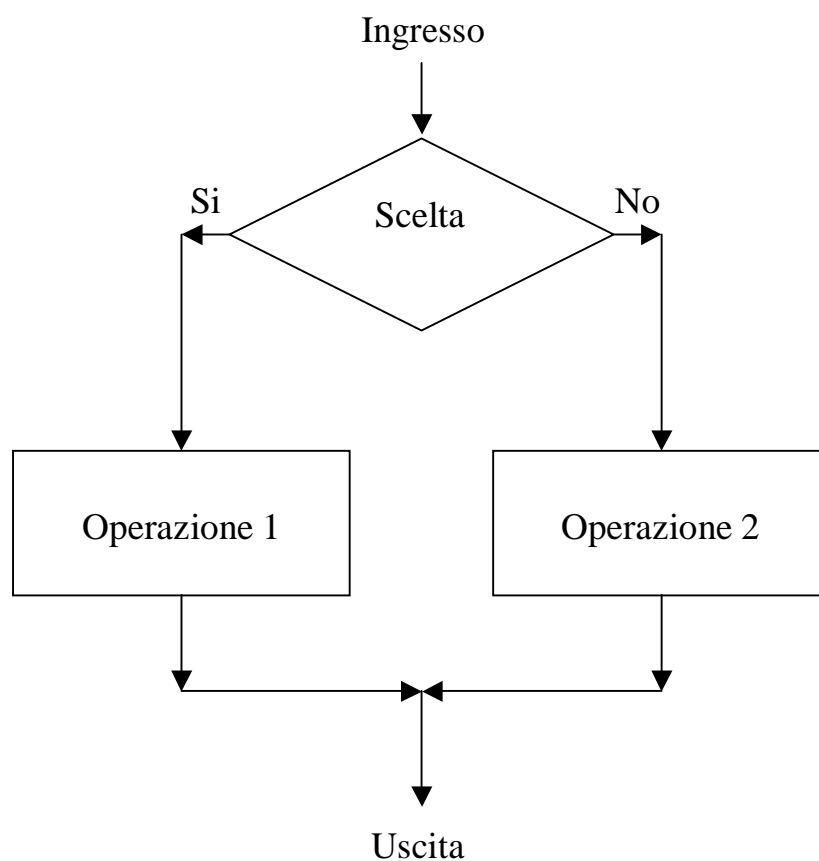 Ingresso
Si
Scelta
No
Operazione 1
Operazione 2
Uscita